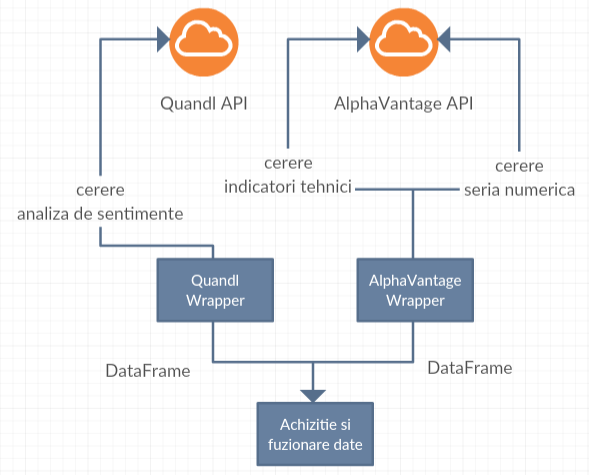 Quandl API
AlphaVantage API
cerere
analiza de sentimente
cerere
indicatori tehnici
cerere
seria numerica
Quandl
Wrapper
AlphaVantage
Wrapper
DataFrame
DataFrame
Achizitie si
fuzionare date